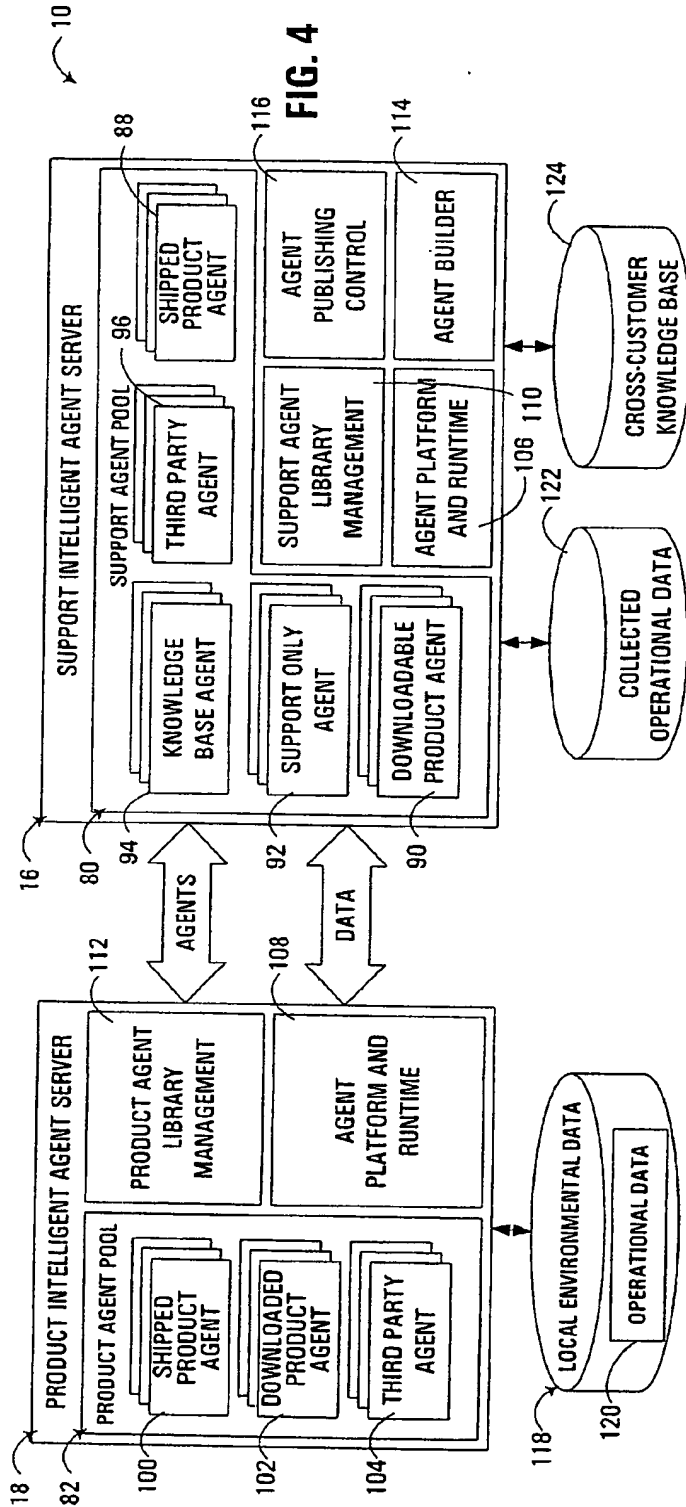 10
FIG. 4
18
PRODUCT INTELLIGENT AGENT SERVER
82
PRODUCT AGENT POOL
SHIPPED
PRODUCT
AGENT
100
DOWNLOADED
PRODUCT
AGENT
102
THIRD PARTY
AGENT
104
112
PRODUCT AGENT
LIBRARY
MANAGEMENT
108
AGENT
PLATFORM AND
RUNTIME
118
LOCAL ENVIRONMENTAL DATA
120
OPERATIONAL DATA
AGENTS
DATA
16
SUPPORT INTELLIGENT AGENT SERVER
80
SUPPORT AGENT POOL
94
KNOWLEDGE
BASE AGENT
96
THIRD PARTY
AGENT
88
SHIPPED
PRODUCT
AGENT
92
SUPPORT ONLY
AGENT
90
DOWNLOADABLE
PRODUCT AGENT
SUPPORT AGENT
LIBRARY
MANAGEMENT
110
AGENT
PUBLISHING
CONTROL
116
AGENT PLATFORM
AND RUNTIME
106
AGENT BUILDER
114
122
COLLECTED
OPERATIONAL DATA
124
CROSS-CUSTOMER
KNOWLEDGE BASE